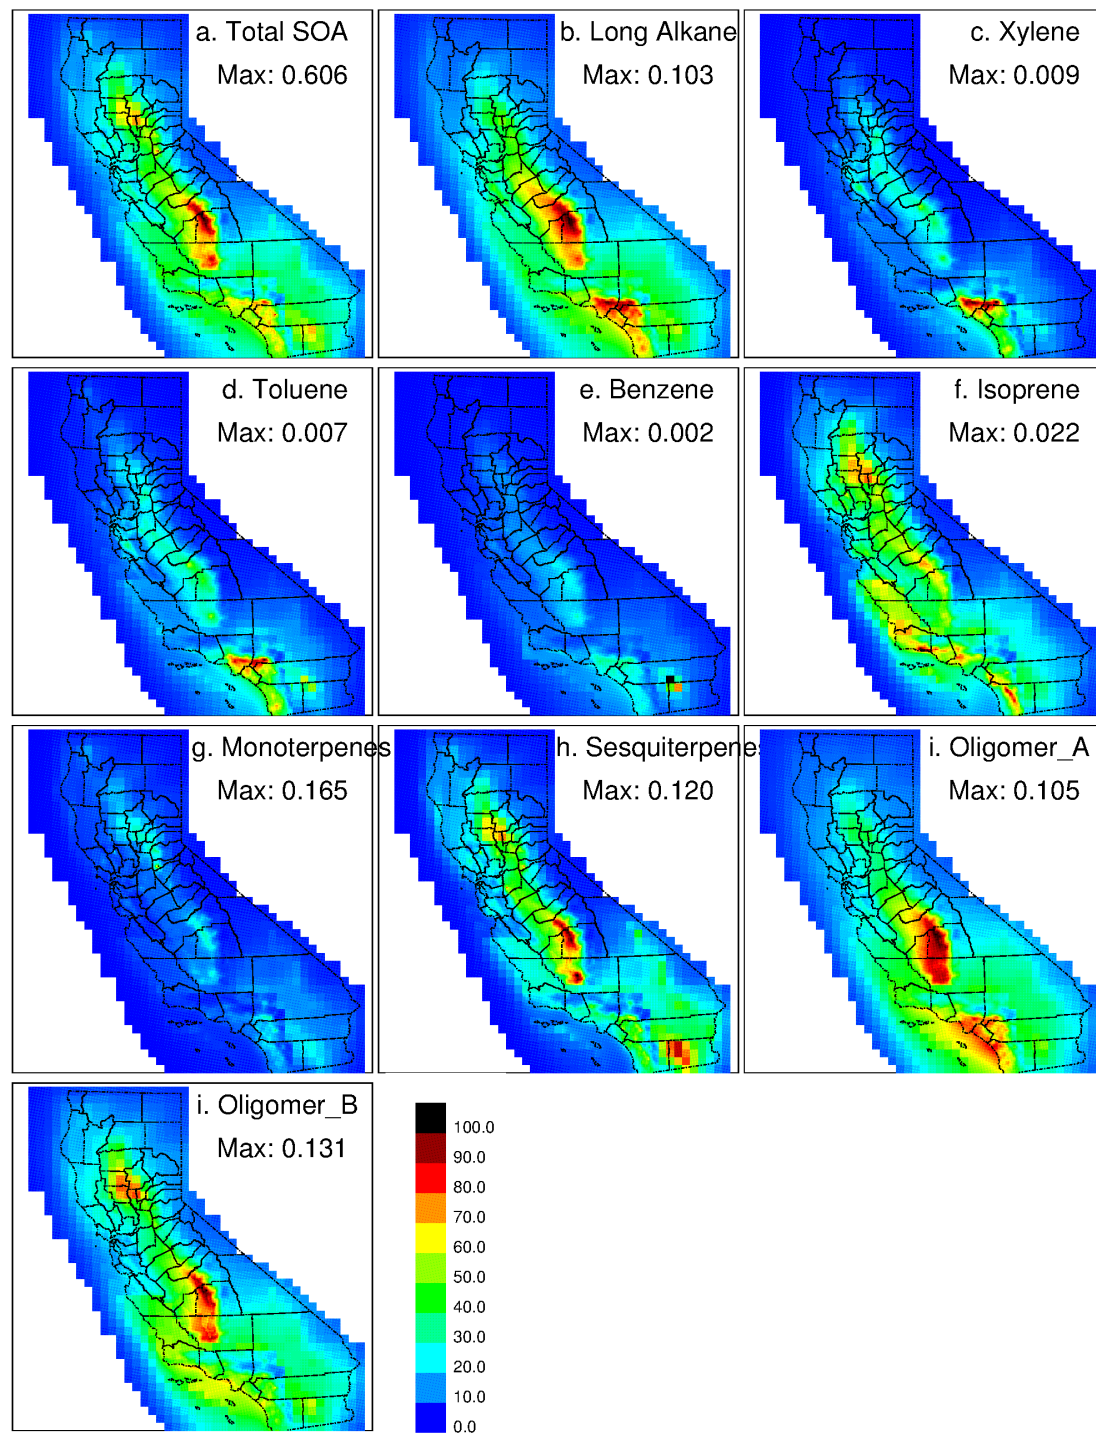 a. Total SOA
Max: 0.606
b. Long Alkane
Max: 0.103
c. Xylene
Max: 0.009
d. Toluene
Max: 0.007
e. Benzene
Max: 0.002
f. Isoprene
Max: 0.022
g. Monoterpenes
Max: 0.165
h. Sesquiterpenes
Max: 0.120
i. Oligomer_A
Max: 0.105
i. Oligomer_B
Max: 0.131
100.0
90.0
80.0
70.0
60.0
50.0
40.0
30.0
20.0
10.0
0.0